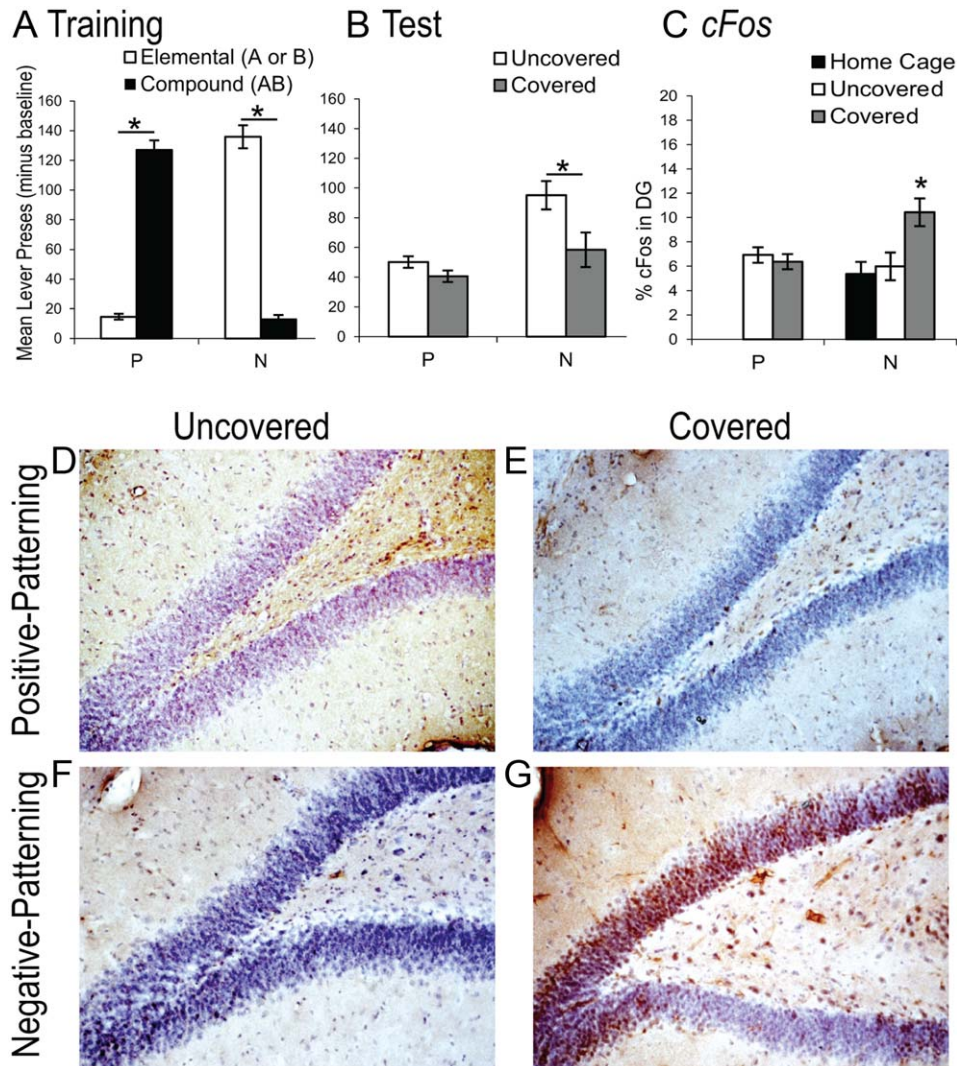 A Training
Elemental (A or B)
Compound (AB)
Mean Lever Preses (minus baseline)
160
140
120
100
80
60
40
20
0
*
*
P
N
B Test
Uncovered
Covered
160
140
120
100
80
60
40
20
0
*
P
N
C cFos
Home Cage
Uncovered
Covered
% cFos in DG
20
18
16
14
12
10
8
6
4
2
0
*
P
N
Uncovered
Covered
Positive-Patterning
D
E
Negative-Patterning
F
G